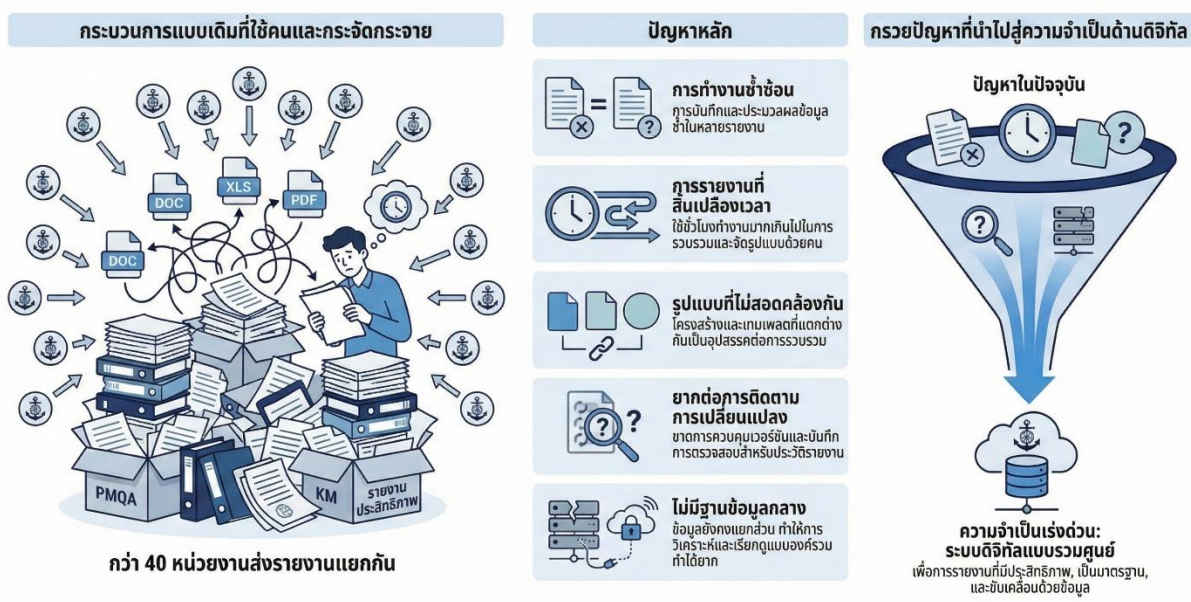 กระบวนการแบบเดิมที่ใช้คนและกระจัดกระจาย
XLS
DOC
PDF
DOC
PMQA
KM
รายงาน
ประสิทธิภาพ
กว่า 40 หน่วยงานส่งรายงานแยกกัน
ปัญหาหลัก
การทำงานซ้ำซ้อน
การบันทึกและประมวลผลข้อมูล
ซ้ำในหลายรายงาน
=
?
การรายงานที่
สิ้นเปลืองเวลา
ใช้ชั่วโมงทำงานมากเกินไปในการ
รวบรวมและจัดรูปแบบด้วยคน
รูปแบบที่ไม่สอดคล้องกัน
โครงสร้างและเทมเพลตที่แตกต่าง
กันเป็นอุปสรรคต่อการรวบรวม
ยากต่อการติดตาม
การเปลี่ยนแปลง
ขาดการควบคุมเวอร์ชันและบันทึก
การตรวจสอบสำหรับประวัติรายงาน
? ?
ไม่มีฐานข้อมูลกลาง
ข้อมูลยังคงแยกส่วน ทำให้การ
วิเคราะห์และเรียกดูแบบองค์รวม
ทำได้ยาก
กรวยปัญหาที่นำไปสู่ความจำเป็นด้านดิจิทัล
ปัญหาในปัจจุบัน
?
?
ความจำเป็นเร่งด่วน:
ระบบดิจิทัลแบบรวมศูนย์
เพื่อการรายงานที่มีประสิทธิภาพ, เป็นมาตรฐาน,
และขับเคลื่อนด้วยข้อมูล